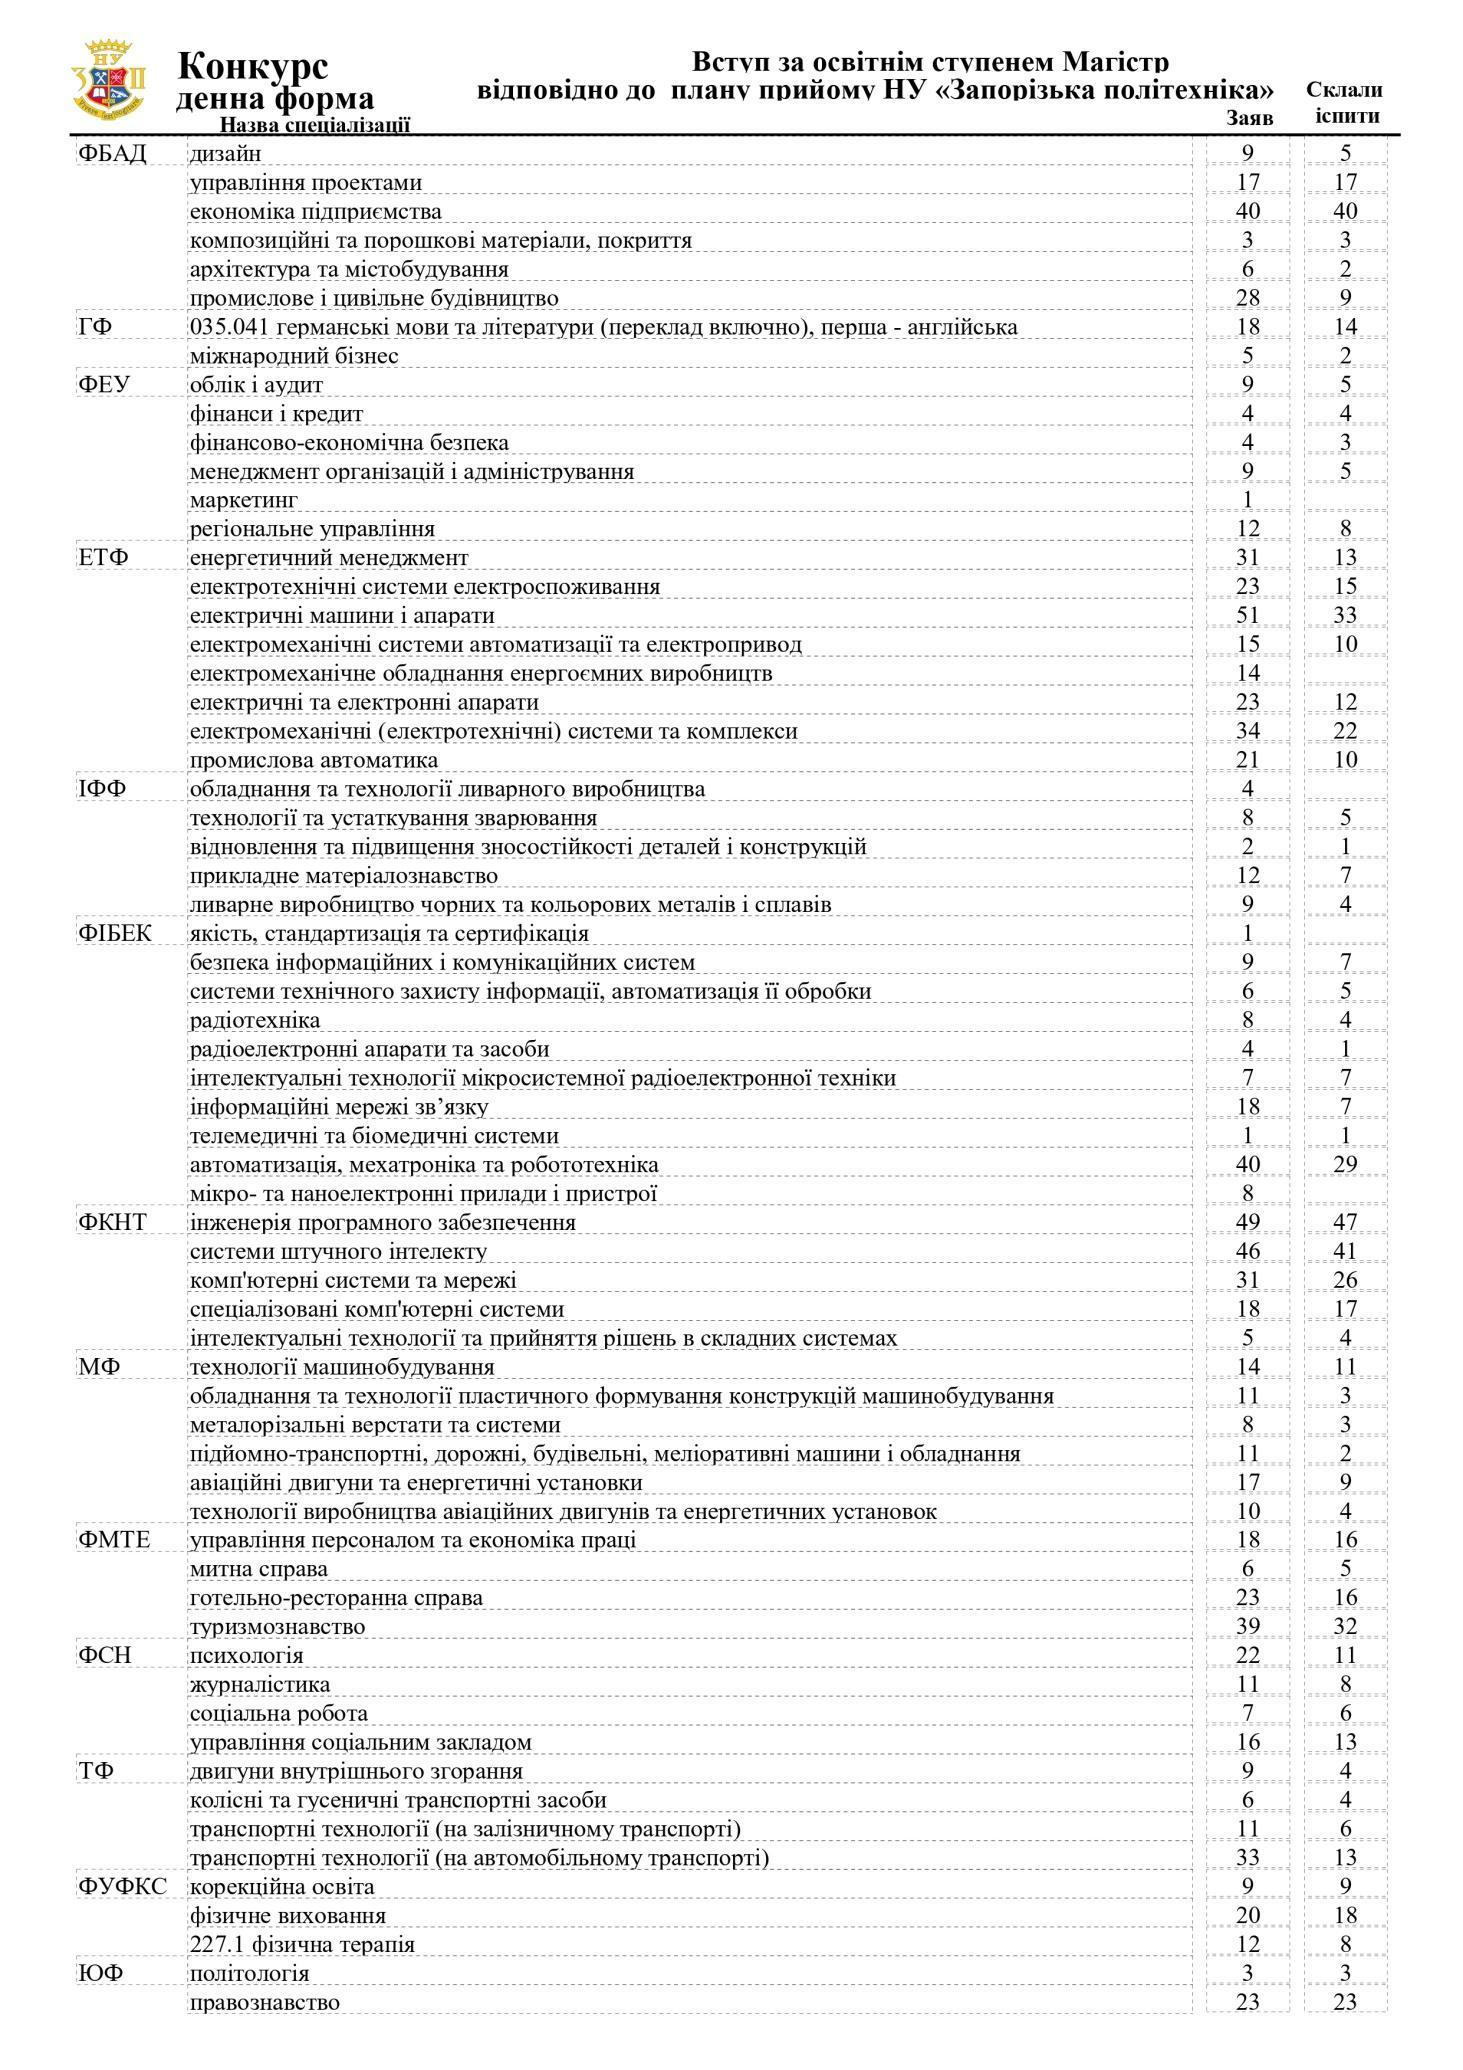 НУ
З П
Конкурс
денна форма
Вступ за освітнім ступенем Магістр
відповідно до плану прийому НУ «Запорізька політехніка»
Склали
іспити
Заяв
Назва спеціалізації
ФБАД дизайн 9 5
управління проектами 17 17
економіка підприємства 40 40
композиційні та порошкові матеріали, покриття 3 3
архітектура та містобудування 6 2
промислове і цивільне будівництво 28 9
ГФ 035.041 германські мови та літератури (переклад включно), перша - англійська 18 14
міжнародний бізнес 5 2
ФЕУ облік і аудит 9 5
фінанси і кредит 4 4
фінансово-економічна безпека 4 3
менеджмент організацій і адміністрування 9 5
маркетинг 1
регіональне управління 12 8
ЕТФ енергетичний менеджмент 31 13
електротехнічні системи електроспоживання 23 15
електричні машини і апарати 51 33
електромеханічні системи автоматизації та електропривод 15 10
електромеханічне обладнання енергоємних виробництв 14
електричні та електронні апарати 23 12
електромеханічні (електротехнічні) системи та комплекси 34 22
промислова автоматика 21 10
ІФФ обладнання та технології ливарного виробництва 4
технології та устаткування зварювання 8 5
відновлення та підвищення зносостійкості деталей і конструкцій 2 1
прикладне матеріалознавство 12 7
ливарне виробництво чорних та кольорових металів і сплавів 9 4
ФІБЕК якість, стандартизація та сертифікація 1
безпека інформаційних і комунікаційних систем 9 7
системи технічного захисту інформації, автоматизація її обробки 6 5
радіотехніка 8 4
радіоелектронні апарати та засоби 4 1
інтелектуальні технології мікросистемної радіоелектронної техніки 7 7
інформаційні мережі зв’язку 18 7
телемедичні та біомедичні системи 1 1
автоматизація, мехатроніка та робототехніка 40 29
мікро- та наноелектронні прилади і пристрої 8
ФКНТ інженерія програмного забезпечення 49 47
системи штучного інтелекту 46 41
комп'ютерні системи та мережі 31 26
спеціалізовані комп'ютерні системи 18 17
інтелектуальні технології та прийняття рішень в складних системах 5 4
МФ технології машинобудування 14 11
обладнання та технології пластичного формування конструкцій машинобудування 11 3
металорізальні верстати та системи 8 3
підйомно-транспортні, дорожні, будівельні, меліоративні машини і обладнання 11 2
авіаційні двигуни та енергетичні установки 17 9
технології виробництва авіаційних двигунів та енергетичних установок 10 4
ФМТЕ управління персоналом та економіка праці 18 16
митна справа 6 5
готельно-ресторанна справа 23 16
туризмознавство 39 32
ФСН психологія 22 11
журналістика 11 8
соціальна робота 7 6
управління соціальним закладом 16 13
ТФ двигуни внутрішнього згорання 9 4
колісні та гусеничні транспортні засоби 6 4
транспортні технології (на залізничному транспорті) 11 6
транспортні технології (на автомобільному транспорті) 33 13
ФУФКС корекційна освіта 9 9
фізичне виховання 20 18
227.1 фізична терапія 12 8
ЮФ політологія 3 3
правознавство 23 23